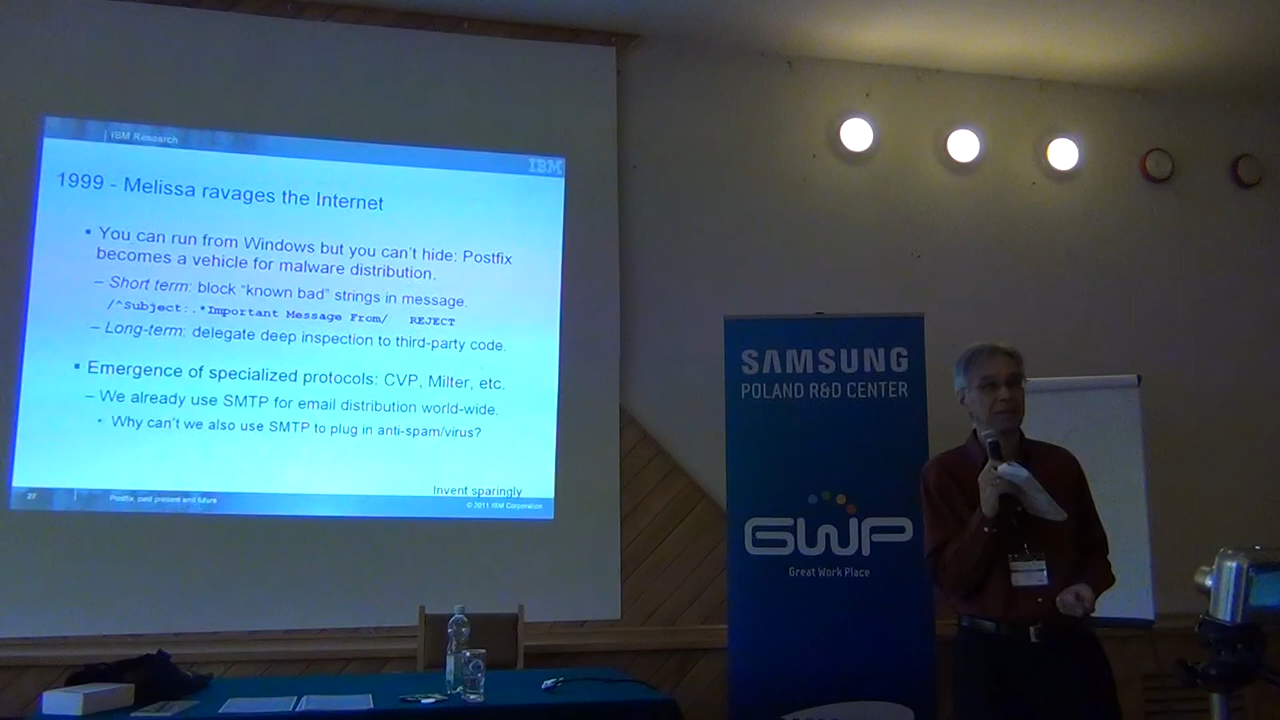 IBM Research
IBM
1999 - Melissa ravages the Internet
▪ You can run from Windows but you can't hide: Postfix
becomes a vehicle for malware distribution.
– Short term: block “known bad” strings in message.
/^Subject:.*Important Message From/ REJECT
– Long-term: delegate deep inspection to third-party code.
▪ Emergence of specialized protocols: CVP, Milter, etc.
– We already use SMTP for email distribution world-wide.
• Why can't we also use SMTP to plug in anti-spam/virus?
Invent sparingly
27 Postfix, past present and future © 2011 IBM Corporation
SAMSUNG
POLAND R&D CENTER
GWP
Great Work Place